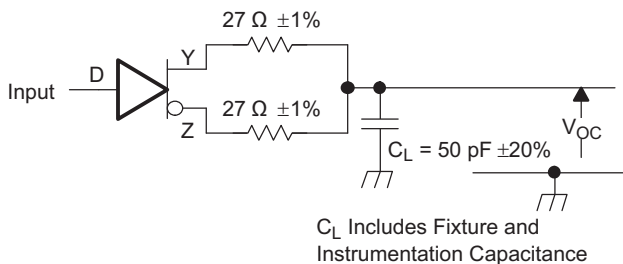 27 Ω ±1%
Y
D
Input
27 Ω ±1%
Z
V_OC
C_L = 50 pF ±20%
C_L Includes Fixture and
Instrumentation Capacitance